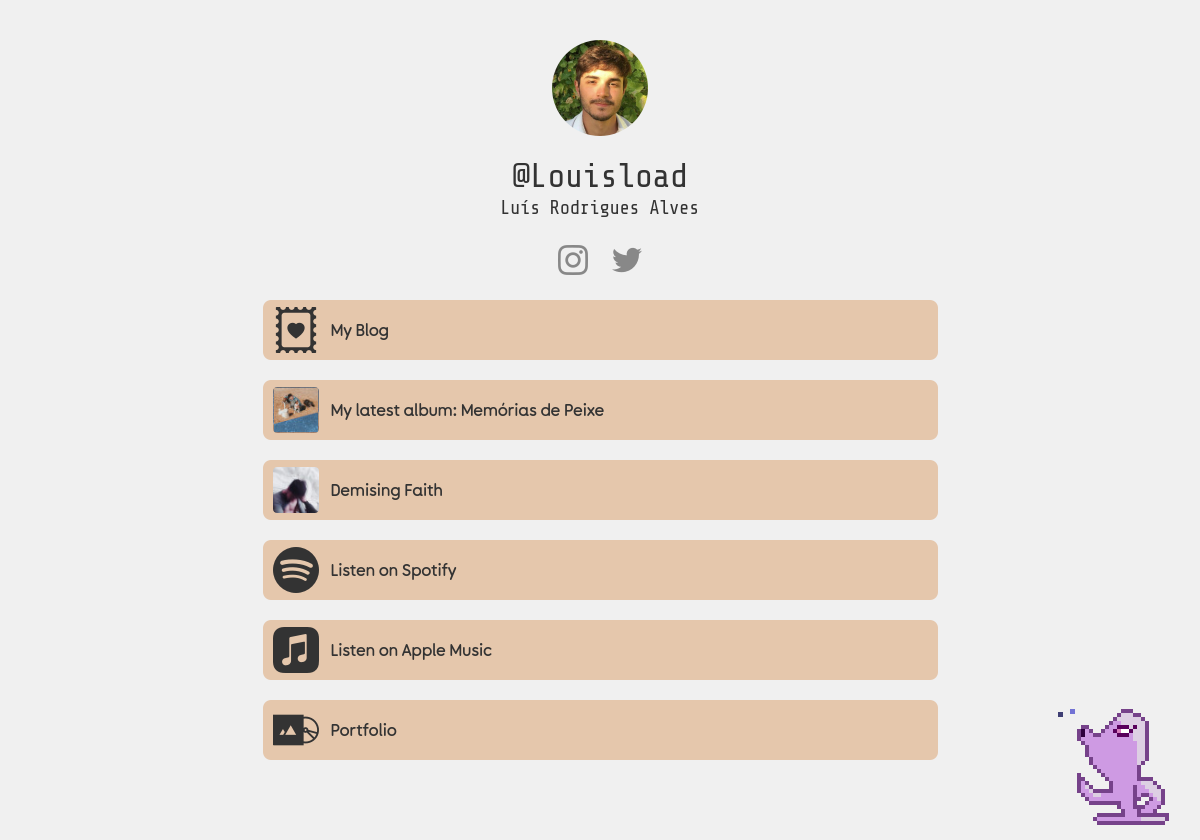 @Louisload
Luís Rodrigues Alves
My Blog
My latest album: Memórias de Peixe
Demising Faith
Listen on Spotify
Listen on Apple Music
Portfolio